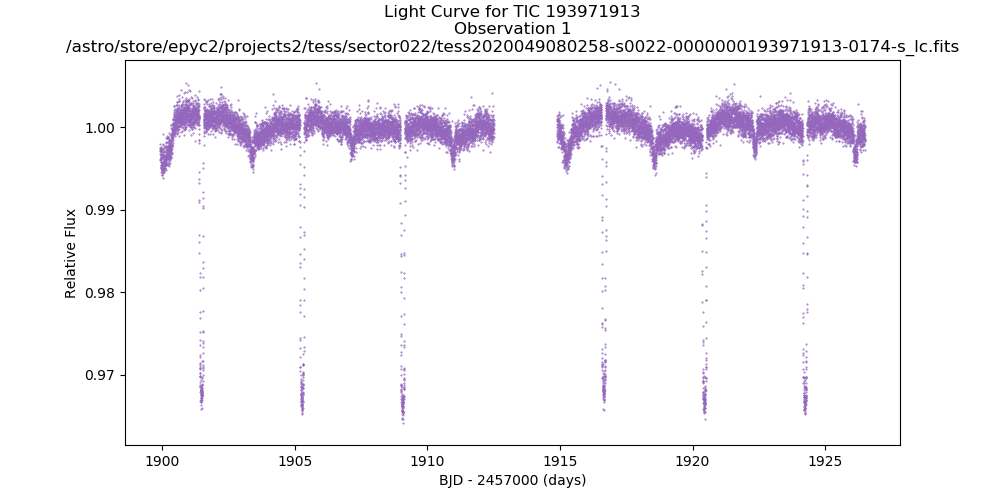 Light Curve for TIC 193971913
Observation 1
/astro/store/epyc2/projects2/tess/sector022/tess2020049080258-s0022-0000000193971913-0174-s_lc.fits
1.00
0.99
0.98
0.97
Relative Flux
1900
1905
1910
1915
1920
1925
BJD - 2457000 (days)